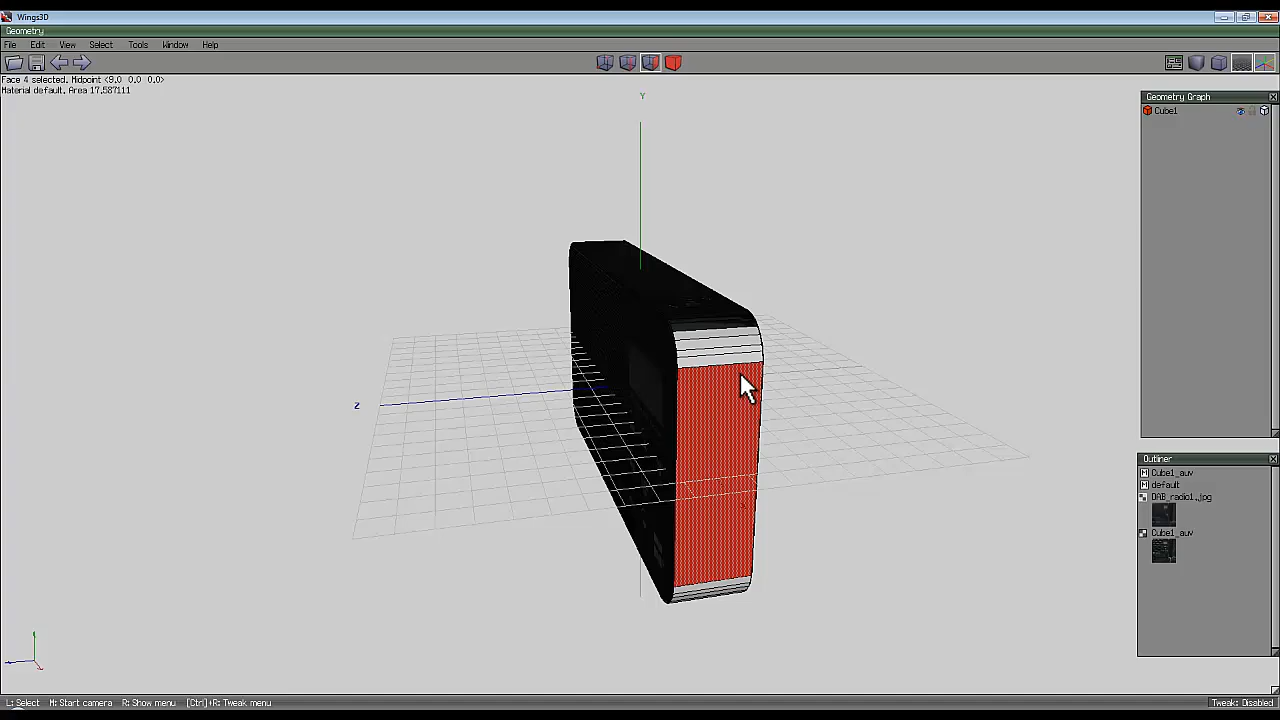 Wings3D
Geometry
File Edit View Select Tools Window Help
Face 4 selected. Midpoint <9.0 0.0 0.0>
Material default. Area 17.587111
Y
Z
X
Geometry Graph
Cube1
Outliner
Cube1_auv
default
DAB_radio1.jpg
Cube1_auv
L: Select M: Start camera R: Show menu [Ctrl]+R: Tweak menu
Tweak: Disabled